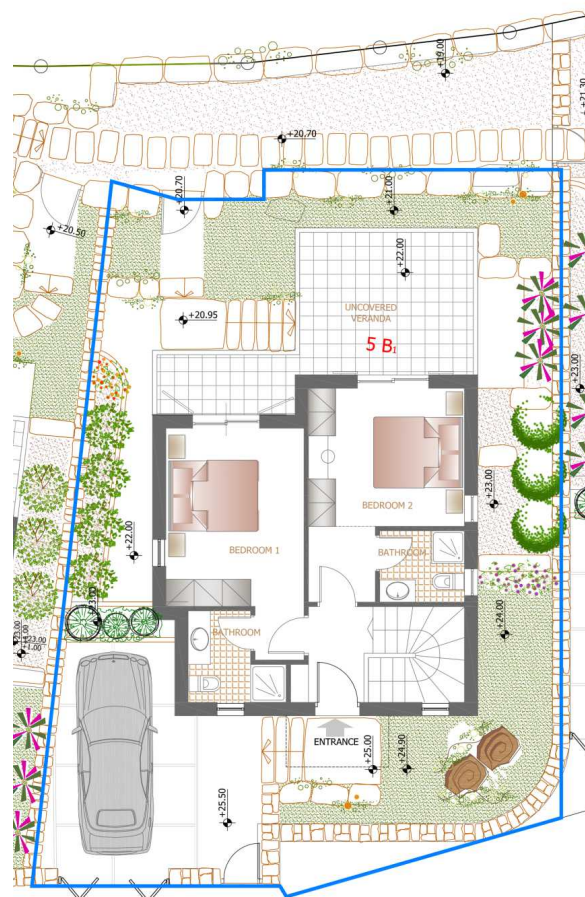 +19.00
+21.30
+20.70
+20.70
+21.00
+20.50
+22.00
+20.95
UNCOVERED
VERANDA
5 B1
+23.00
BEDROOM 2
+23.00
BEDROOM 1
BATHROOM
+22.00
+24.00
BATHROOM
ENTRANCE
+25.00
+24.90
+25.50